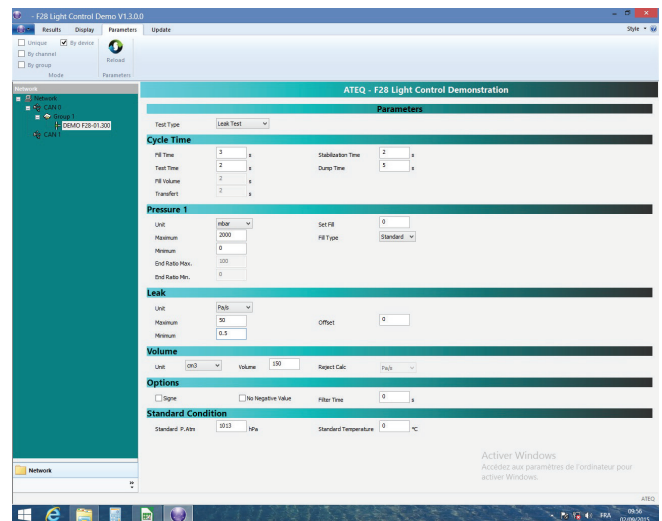 - F28 Light Control Demo V1.3.0.0
Results Display Parameters Update Style
Unique By device
By channel
By group
Reload
Mode Parameters
Network
ATEQ - F28 Light Control Demonstration
Network
CAN 0
Group 1
DEMO F28-01.300
CAN 1
Parameters
Test Type Leak Test
Cycle Time
Fill Time 3 s Stabilization Time 2 s
Test Time 2 s Dump Time 5 s
Fill Volume 2 s
Transfert 2 s
Pressure 1
Unit mbar Set Fill 0
Maximum 2000 Fill Type Standard
Minimum 0
End Ratio Max. 100
End Ratio Min. 0
Leak
Unit Pa/s
Maximum 50 Offset 0
Minimum 0.5
Volume
Unit cm3 Volume 150 Reject Calc Pa/s
Options
Signe No Negative Value Filter Time 0 s
Standard Condition
Standard P.Atm 1013 hPa Standard Temperature 0 °C
Activer Windows
Accédez aux paramètres de l'ordinateur pour
activer Windows.
Network
ATEQ
FRA 09:56
02/09/2015